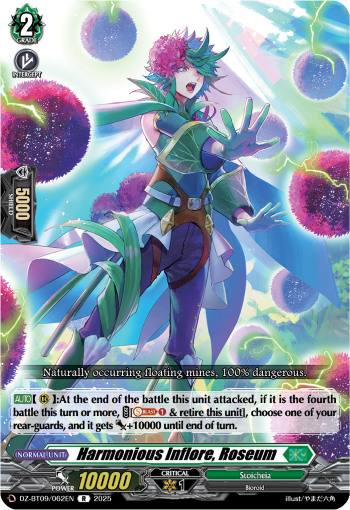 2
GRADE
INTERCEPT
5000
SHIELD
Naturally occurring floating mines, 100% dangerous.
AUTO [R]:At the end of the battle this unit attacked, if it is the fourth
battle this turn or more, [S BLAST 1 & retire this unit], choose one of your
rear-guards, and it gets +10000 until end of turn.
NORMAL UNIT
Harmonious Inflore, Roseum
POWER 10000
CRITICAL 1
Stoicheia
Bioroid
D DZ-BT09/062EN R 2025
illust/やまだ六角